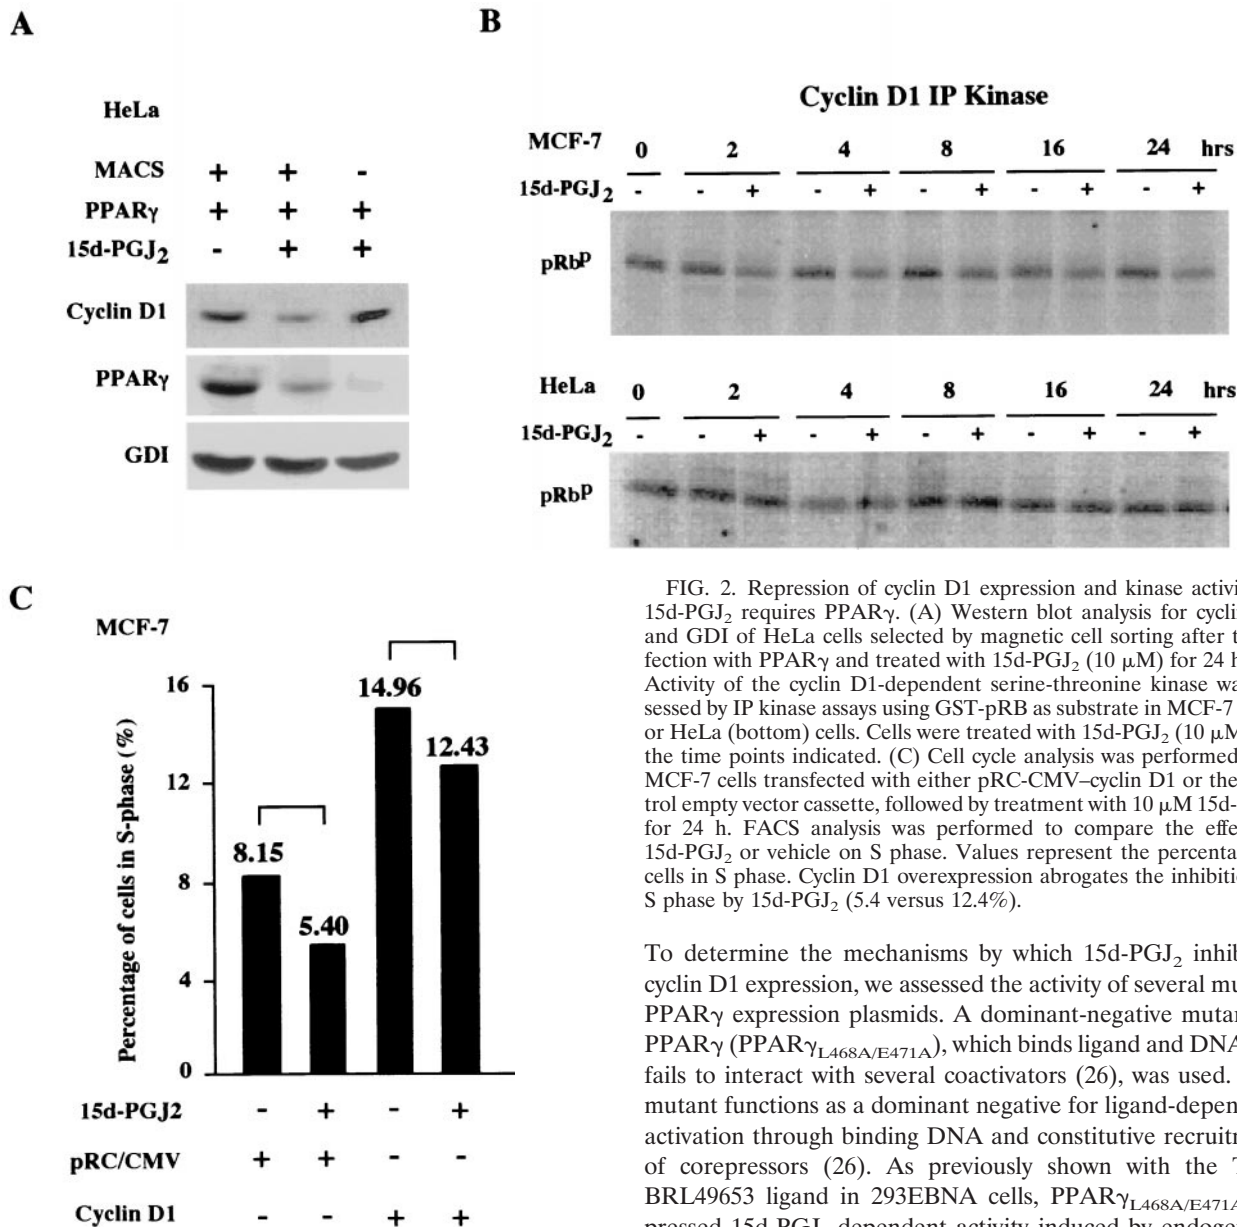 A
HeLa
MACS + + -
PPARγ + + +
15d-PGJ2 - + +
Cyclin D1
PPARγ
GDI
B
Cyclin D1 IP Kinase
MCF-7 0 2 4 8 16 24 hrs
15d-PGJ2 - - + - + - + - + - +
pRbP
HeLa 0 2 4 8 16 24 hrs
15d-PGJ2 - - + - + - + - + - +
pRbP
C
MCF-7
Percentage of cells in S-phase (%)
16
12
8
4
0
8.15
5.40
14.96
12.43
15d-PGJ2 - + - +
pRC/CMV + + - -
Cyclin D1 - - + +
FIG. 2. Repression of cyclin D1 expression and kinase activi
15d-PGJ2 requires PPARγ. (A) Western blot analysis for cyclin
and GDI of HeLa cells selected by magnetic cell sorting after t
fection with PPARγ and treated with 15d-PGJ2 (10 μM) for 24 h
Activity of the cyclin D1-dependent serine-threonine kinase wa
sessed by IP kinase assays using GST-pRB as substrate in MCF-7
or HeLa (bottom) cells. Cells were treated with 15d-PGJ2 (10 μM
the time points indicated. (C) Cell cycle analysis was performed
MCF-7 cells transfected with either pRC-CMV–cyclin D1 or the
trol empty vector cassette, followed by treatment with 10 μM 15d-
for 24 h. FACS analysis was performed to compare the effe
15d-PGJ2 or vehicle on S phase. Values represent the percenta
cells in S phase. Cyclin D1 overexpression abrogates the inhibiti
S phase by 15d-PGJ2 (5.4 versus 12.4%).
To determine the mechanisms by which 15d-PGJ2 inhib
cyclin D1 expression, we assessed the activity of several mu
PPARγ expression plasmids. A dominant-negative mutan
PPARγ (PPARγL468A/E471A), which binds ligand and DNA
fails to interact with several coactivators (26), was used.
mutant functions as a dominant negative for ligand-depen
activation through binding DNA and constitutive recruitm
of corepressors (26). As previously shown with the T
BRL49653 ligand in 293EBNA cells, PPARγL468A/E471A
pressed 15d-PGJ2-dependent activity induced by endoge